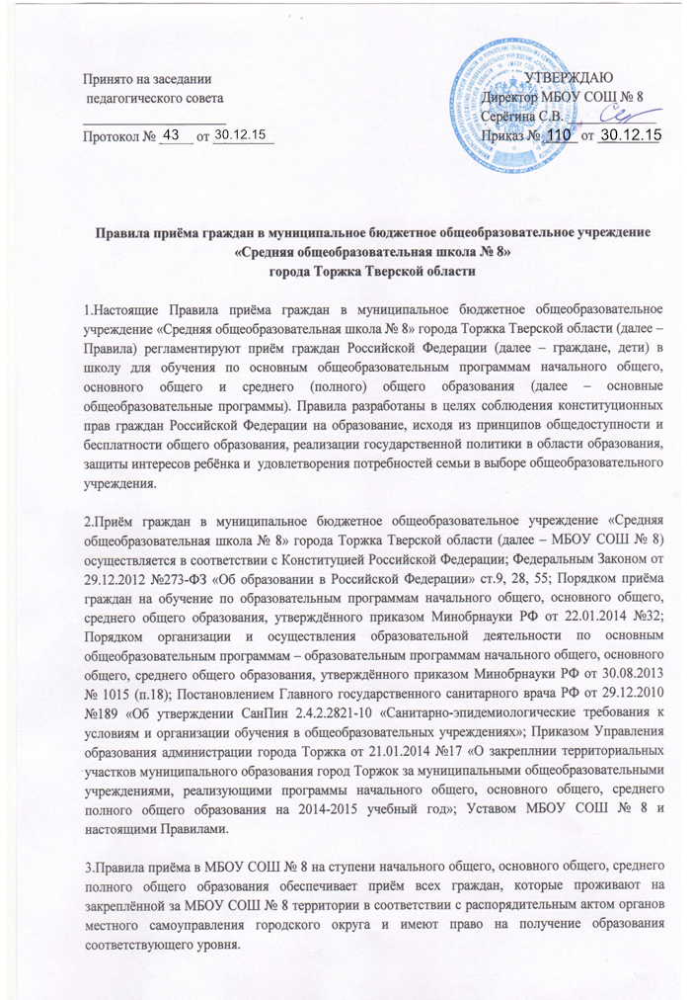 Принято на заседании
педагогического совета
Протокол № 43 от 30.12.15
УТВЕРЖДАЮ
Директор МБОУ СОШ № 8
Серёгина С.В.
Приказ № 110 от 30.12.15
Правила приёма граждан в муниципальное бюджетное общеобразовательное учреждение
«Средняя общеобразовательная школа № 8»
города Торжка Тверской области
1.Настоящие Правила приёма граждан в муниципальное бюджетное общеобразовательное
учреждение «Средняя общеобразовательная школа № 8» города Торжка Тверской области (далее –
Правила) регламентируют приём граждан Российской Федерации (далее – граждане, дети) в
школу для обучения по основным общеобразовательным программам начального общего,
основного общего и среднего (полного) общего образования (далее – основные
общеобразовательные программы). Правила разработаны в целях соблюдения конституционных
прав граждан Российской Федерации на образование, исходя из принципов общедоступности и
бесплатности общего образования, реализации государственной политики в области образования,
защиты интересов ребёнка и удовлетворения потребностей семьи в выборе общеобразовательного
учреждения.
2.Приём граждан в муниципальное бюджетное общеобразовательное учреждение «Средняя
общеобразовательная школа № 8» города Торжка Тверской области (далее – МБОУ СОШ № 8)
осуществляется в соответствии с Конституцией Российской Федерации; Федеральным Законом от
29.12.2012 №273-ФЗ «Об образовании в Российской Федерации» ст.9, 28, 55; Порядком приёма
граждан на обучение по образовательным программам начального общего, основного общего,
среднего общего образования, утверждённого приказом Минобрнауки РФ от 22.01.2014 №32;
Порядком организации и осуществления образовательной деятельности по основным
общеобразовательным программам – образовательным программам начального общего, основного
общего, среднего общего образования, утверждённого приказом Минобрнауки РФ от 30.08.2013
№ 1015 (п.18); Постановлением Главного государственного санитарного врача РФ от 29.12.2010
№189 «Об утверждении СанПин 2.4.2.2821-10 «Санитарно-эпидемиологические требования к
условиям и организации обучения в общеобразовательных учреждениях»; Приказом Управления
образования администрации города Торжка от 21.01.2014 №17 «О закреплнии территориальных
участков муниципального образования город Торжок за муниципальными общеобразовательными
учреждениями, реализующими программы начального общего, основного общего, среднего
полного общего образования на 2014-2015 учебный год»; Уставом МБОУ СОШ № 8 и
настоящими Правилами.
3.Правила приёма в МБОУ СОШ № 8 на ступени начального общего, основного общего, среднего
полного общего образования обеспечивает приём всех граждан, которые проживают на
закреплённой за МБОУ СОШ № 8 территории в соответствии с распорядительным актом органов
местного самоуправления городского округа и имеют право на получение образования
соответствующего уровня.